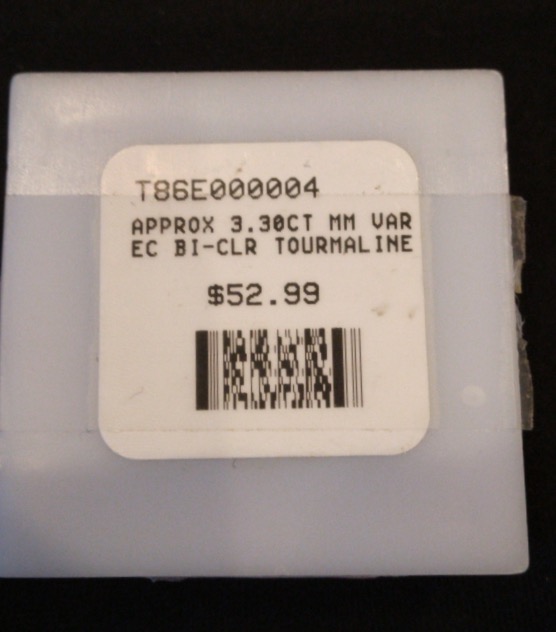 T86E000004
APPROX 3.30CT MM VAR
EC BI-CLR TOURMALINE
$52.99